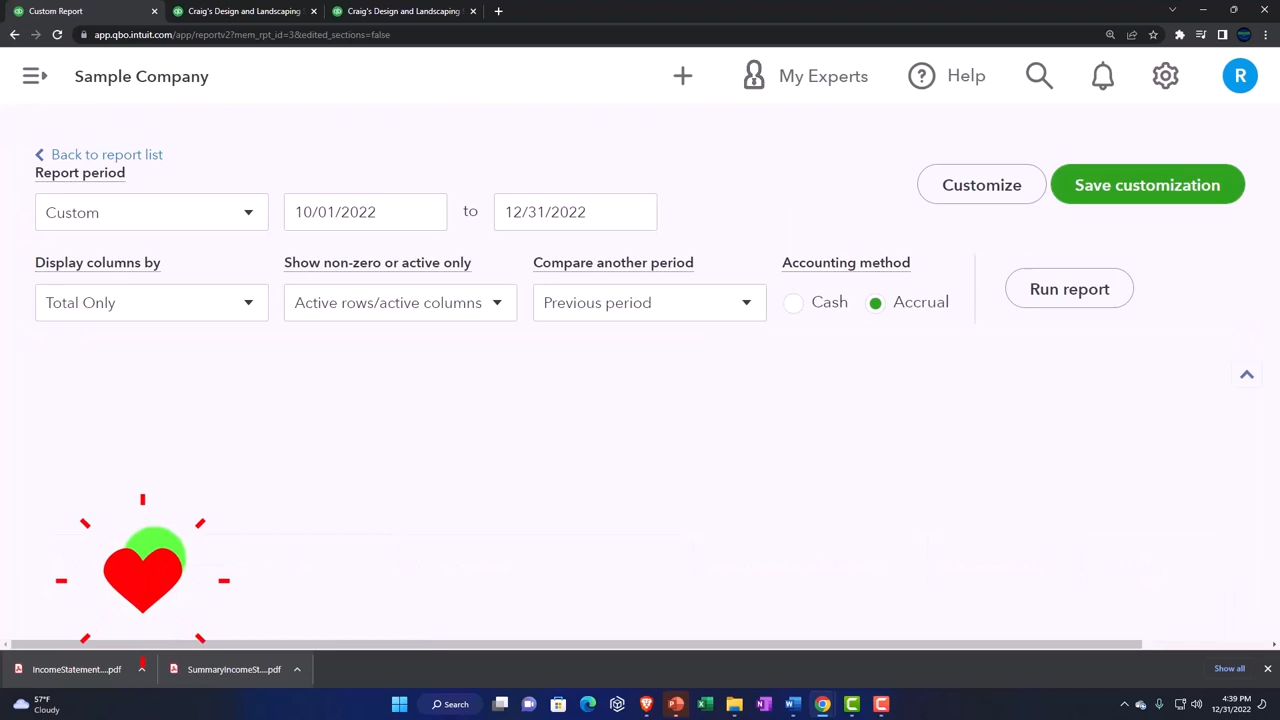 Custom Report
Craig's Design and Landscaping
Craig's Design and Landscaping
app.qbo.intuit.com/app/reportv2?mem_rpt_id=3&edited_sections=false
Sample Company
My Experts
Help
R
Back to report list
Report period
Customize
Save customization
Custom
10/01/2022
to
12/31/2022
Display columns by
Show non-zero or active only
Compare another period
Accounting method
Total Only
Active rows/active columns
Previous period
Cash
Accrual
Run report
IncomeStatement....pdf
SummaryIncomeSt....pdf
Show all
57°F
Cloudy
Search
4:39 PM
12/31/2022